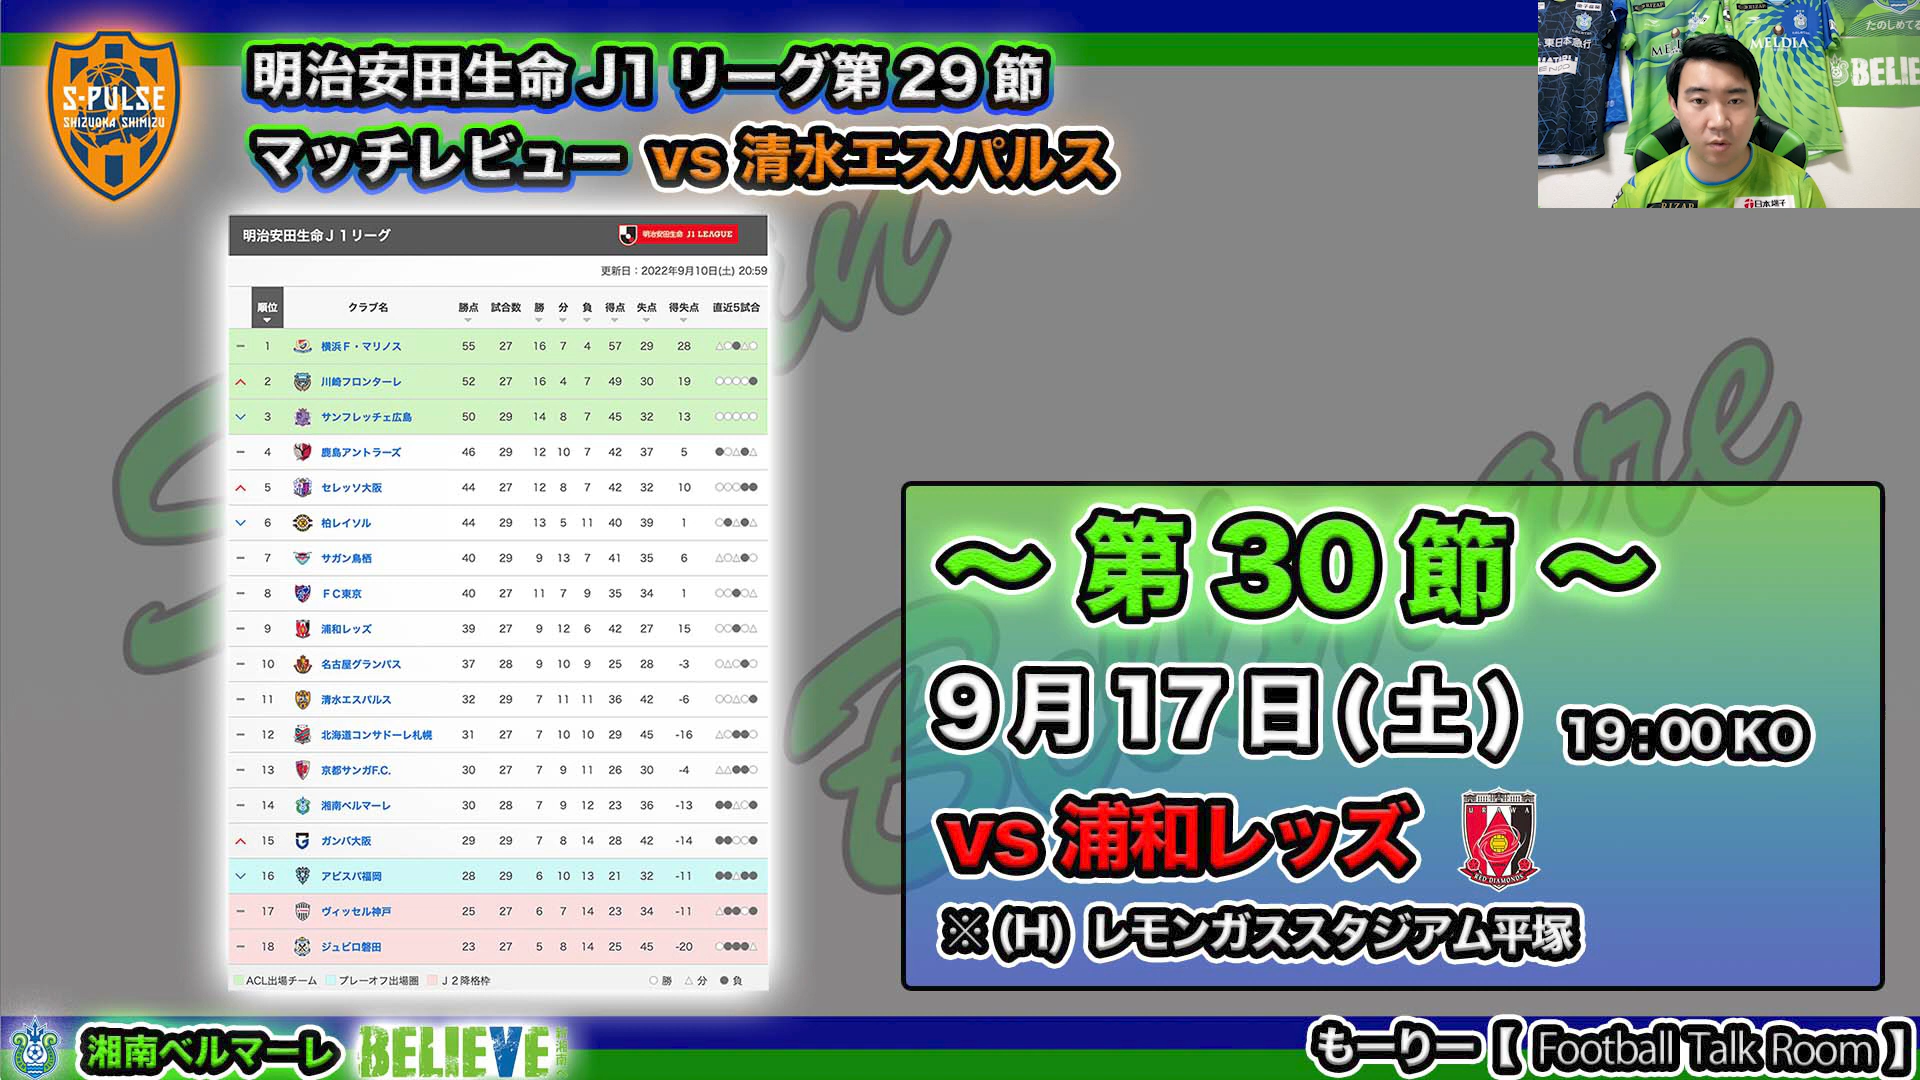 明治安田生命 J1 リーグ第 29 節
マッチレビュー vs 清水エスパルス
S-PULSE
SHIZUOKA SHIMIZU
東日本急行
MELDIA
たのしめてる
BELIE
RIZAP
日本端子
明治安田生命J1リーグ
明治安田生命 J1 LEAGUE
更新日:2022年9月10日(土) 20:59
順位 クラブ名 勝点 試合数 勝 分 負 得点 失点 得失点 直近5試合
1 横浜F・マリノス 55 27 16 7 4 57 29 28 △○●△○
2 川崎フロンターレ 52 27 16 4 7 49 30 19 ○○○○●
3 サンフレッチェ広島 50 29 14 8 7 45 32 13 ○○○○○
4 鹿島アントラーズ 46 29 12 10 7 42 37 5 ●○△●△
5 セレッソ大阪 44 27 12 8 7 42 32 10 ○○○●●
6 柏レイソル 44 29 13 5 11 40 39 1 ○●△●△
7 サガン鳥栖 40 29 9 13 7 41 35 6 △○△●○
8 FC東京 40 27 11 7 9 35 34 1 ○○●○△
9 浦和レッズ 39 27 9 12 6 42 27 15 ○○●○△
10 名古屋グランパス 37 28 9 10 9 25 28 -3 ○△○●○
11 清水エスパルス 32 29 7 11 11 36 42 -6 ○○△○●
12 北海道コンサドーレ札幌 31 27 7 10 10 29 45 -16 △○●●○
13 京都サンガF.C. 30 27 7 9 11 26 30 -4 △△●●○
14 湘南ベルマーレ 30 28 7 9 12 23 36 -13 ●●△○●
15 ガンバ大阪 29 29 7 8 14 28 42 -14 ●●○○●
16 アビスパ福岡 28 29 6 10 13 21 32 -11 ●●△●●
17 ヴィッセル神戸 25 27 6 7 14 23 34 -11 △●●○●
18 ジュビロ磐田 23 27 5 8 14 25 45 -20 ○●●●△
ACL出場チーム プレーオフ出場圏 J2降格枠 ○ 勝 △ 分 ● 負
～ 第 30 節 ～
9月17日(土) 19:00 KO
vs 浦和レッズ
URAWA
RED DIAMONDS
※(H) レモンガススタジアム平塚
湘南ベルマーレ
BELIEVE
もーりー【 Football Talk Room 】